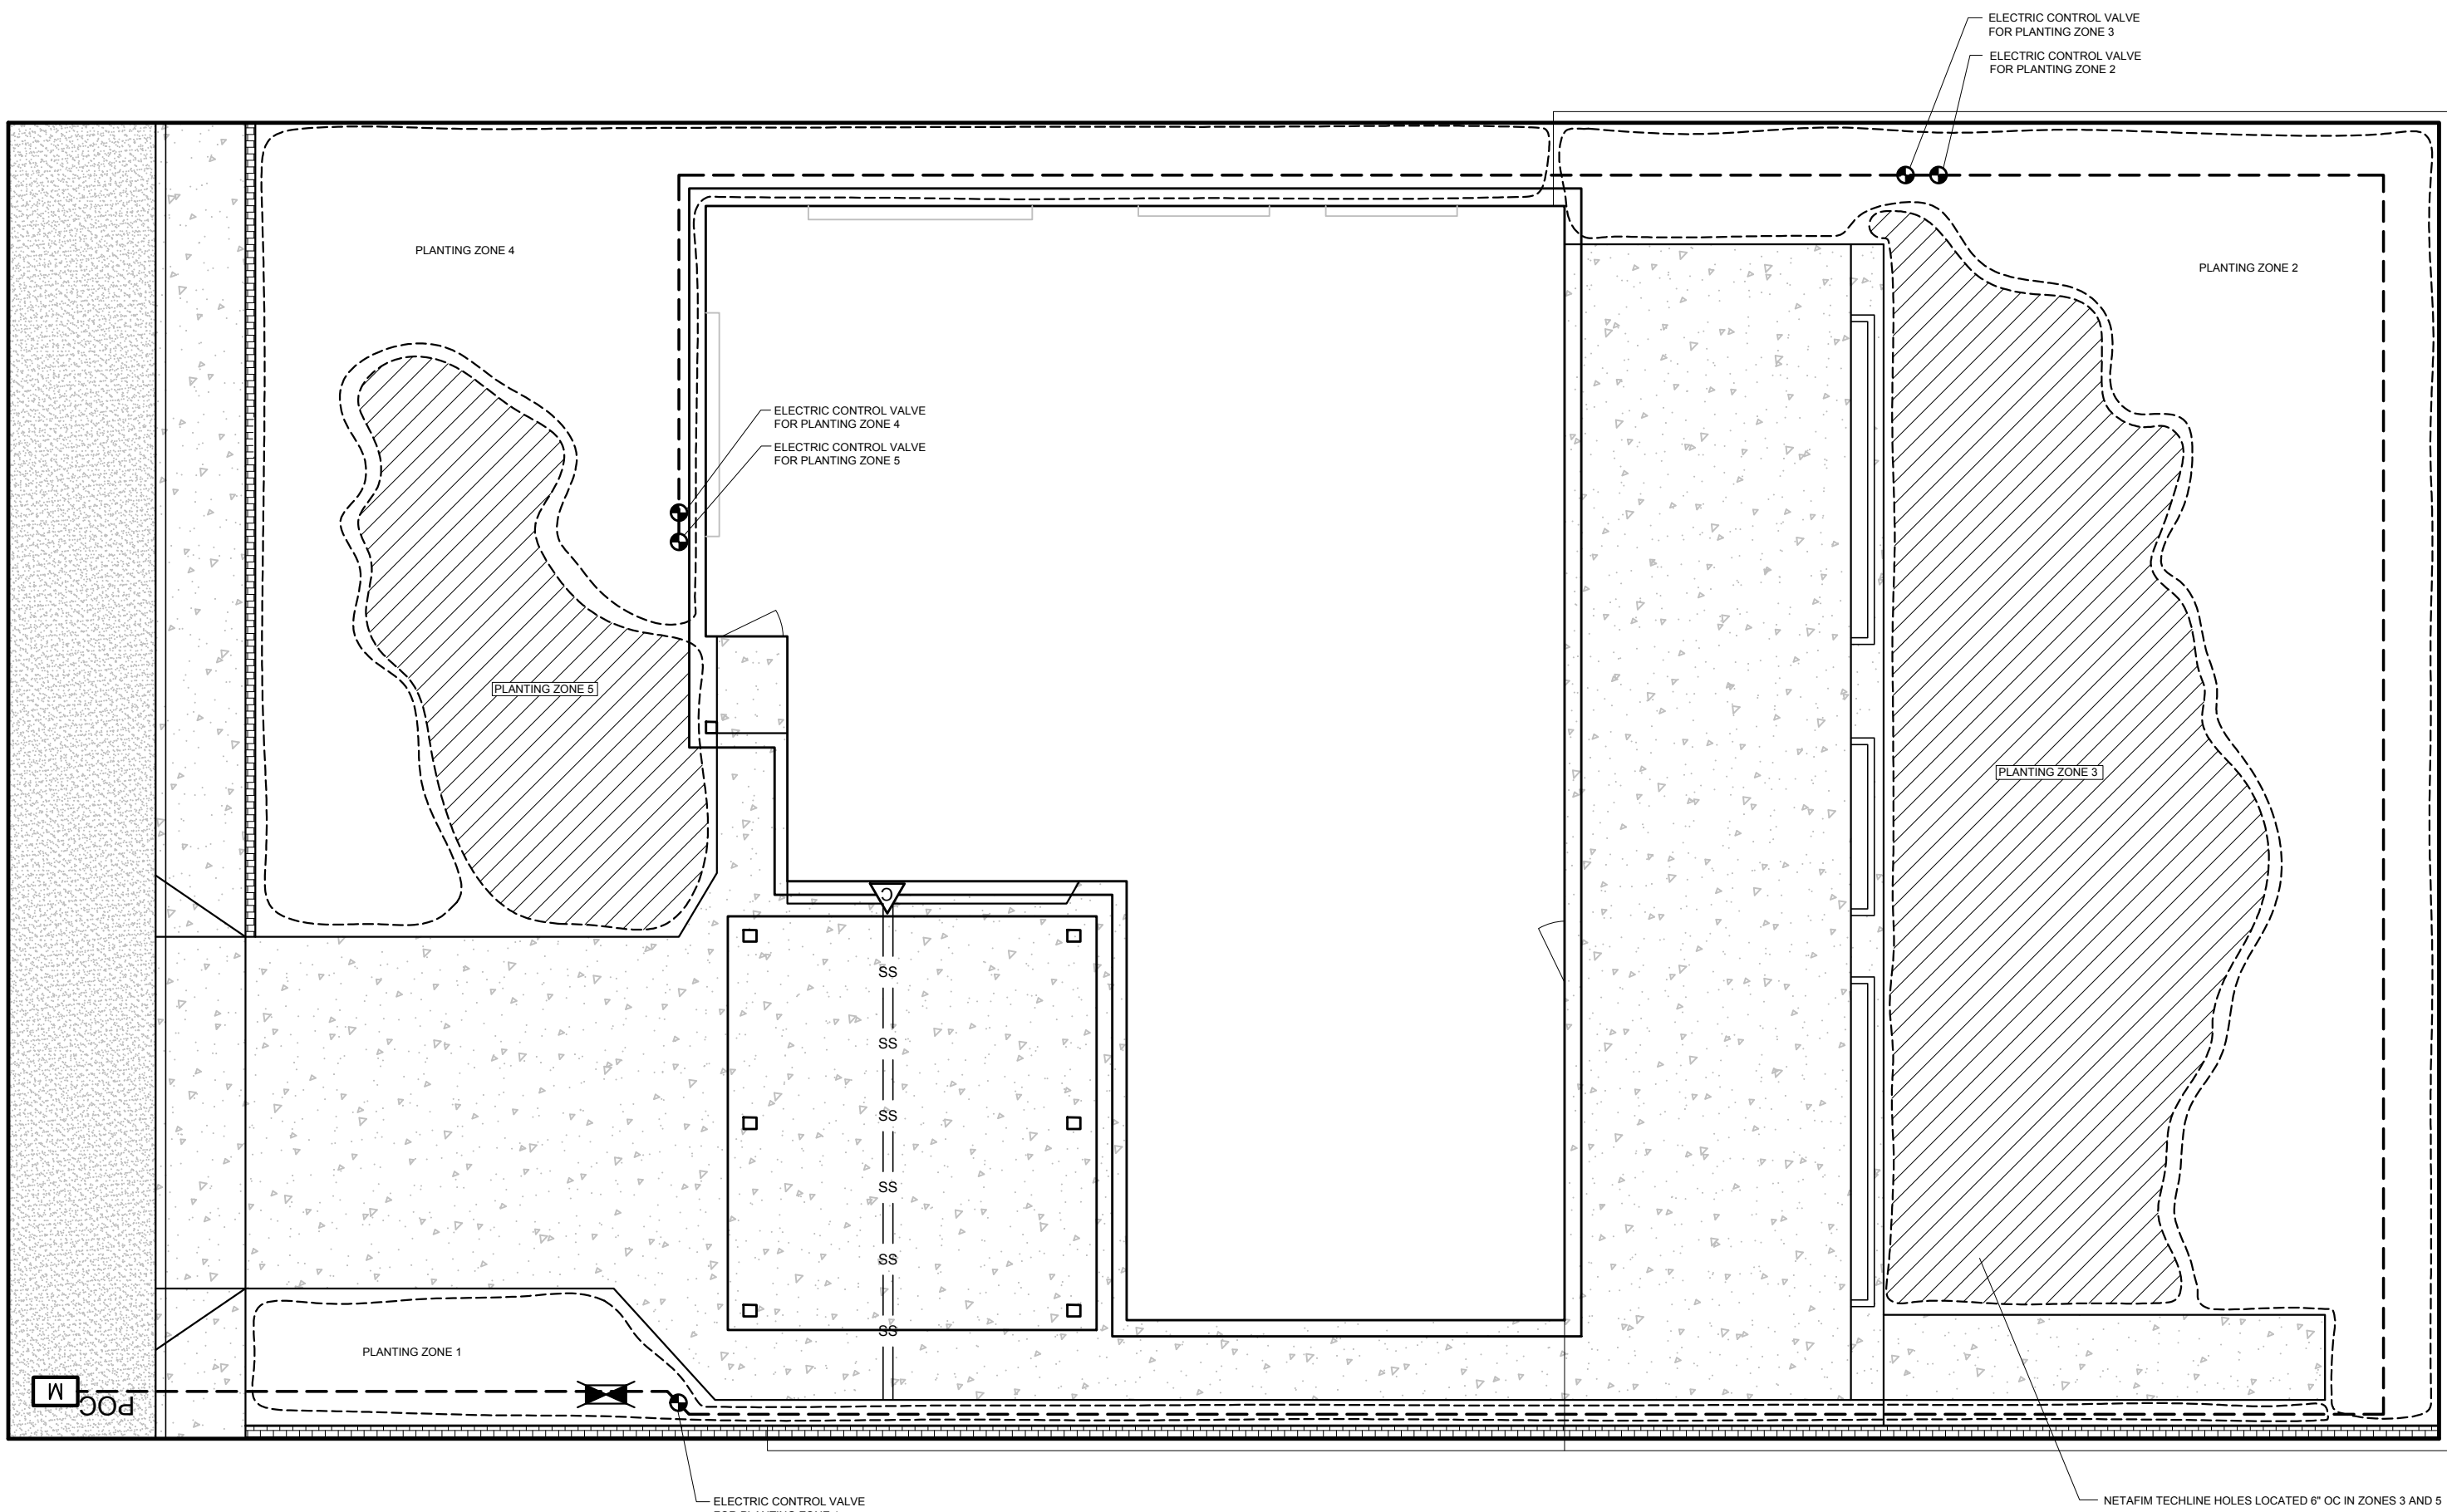 ELECTRIC CONTROL VALVE
FOR PLANTING ZONE 3
ELECTRIC CONTROL VALVE
FOR PLANTING ZONE 2
PLANTING ZONE 4
PLANTING ZONE 2
ELECTRIC CONTROL VALVE
FOR PLANTING ZONE 4
ELECTRIC CONTROL VALVE
FOR PLANTING ZONE 5
PLANTING ZONE 5
PLANTING ZONE 3
C
SS
SS
SS
SS
SS
SS
PLANTING ZONE 1
M
POC
ELECTRIC CONTROL VALVE
NETAFIM TECHLINE HOLES LOCATED 6" OC IN ZONES 3 AND 5